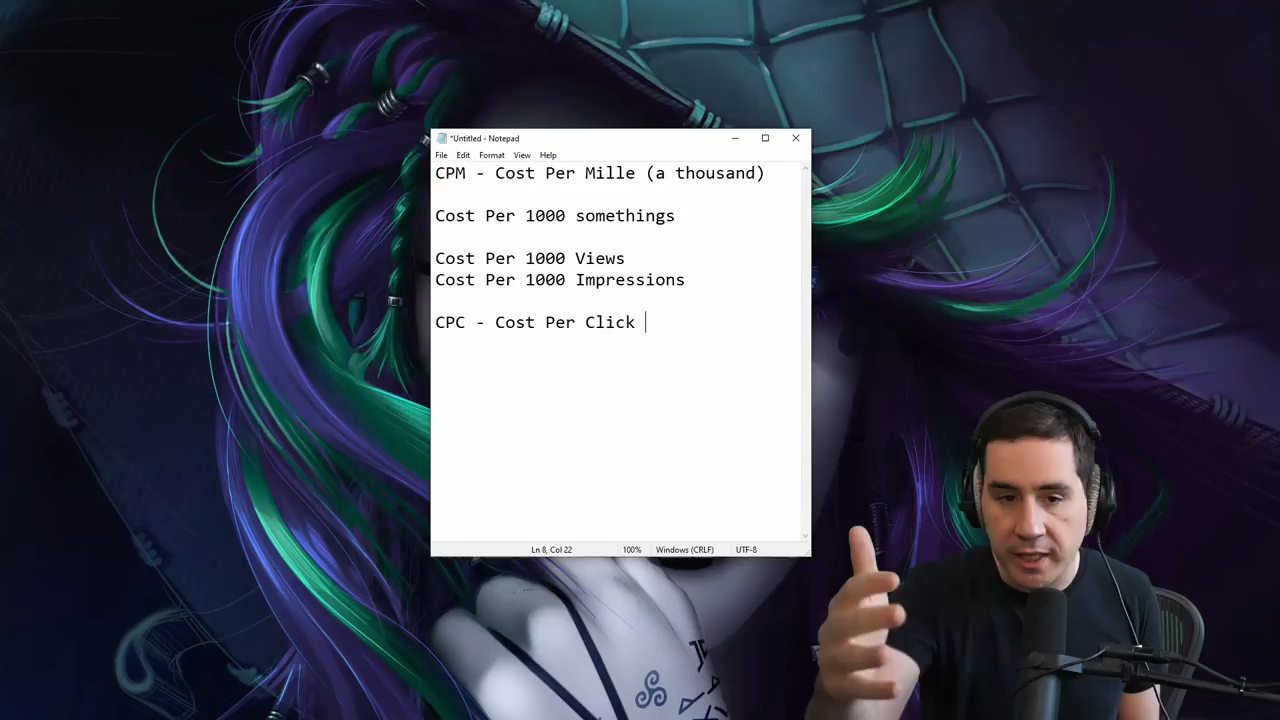 *Untitled - Notepad
File Edit Format View Help
CPM - Cost Per Mille (a thousand)
Cost Per 1000 somethings
Cost Per 1000 Views
Cost Per 1000 Impressions
CPC - Cost Per Click
Ln 8, Col 22 100% Windows (CRLF) UTF-8